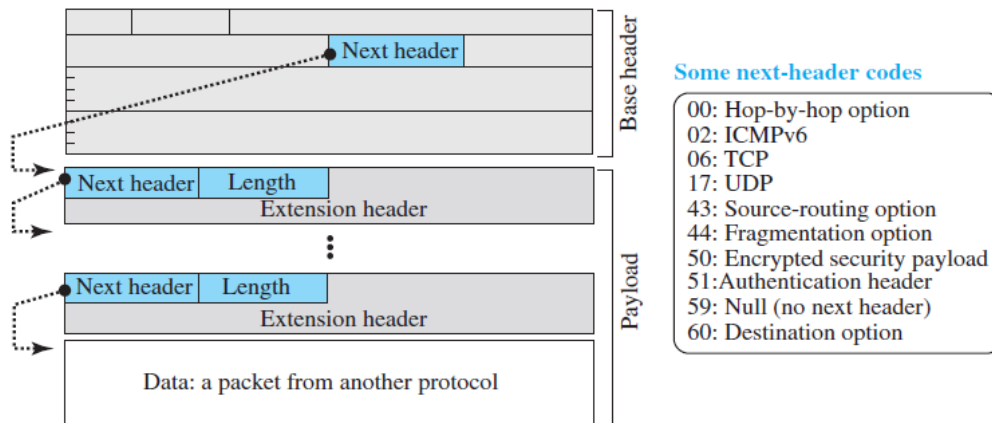 Next header
Base header
Next header
Length
Extension header
Next header
Length
Extension header
Data: a packet from another protocol
Payload
Some next-header codes
00: Hop-by-hop option
02: ICMPv6
06: TCP
17: UDP
43: Source-routing option
44: Fragmentation option
50: Encrypted security payload
51:Authentication header
59: Null (no next header)
60: Destination option